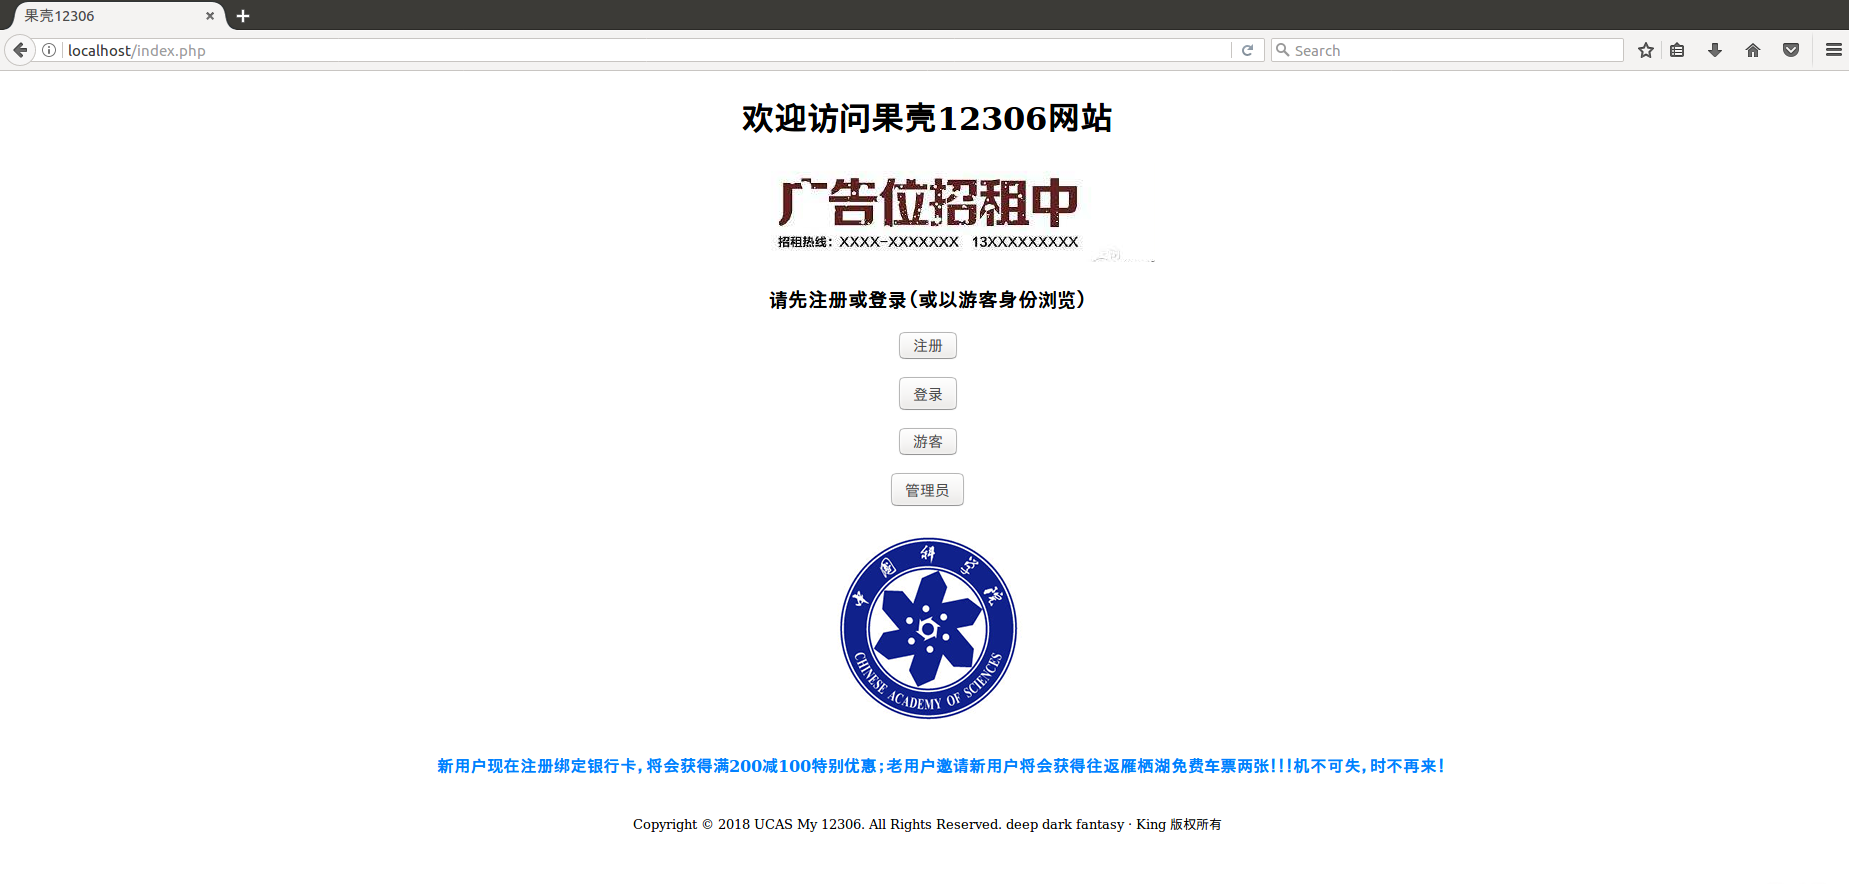 果壳12306
localhost/index.php
Search
欢迎访问果壳12306网站
广告位招租中
招租热线：XXXX-XXXXXXX 13XXXXXXXXX
请先注册或登录(或以游客身份浏览)
注册
登录
游客
管理员
中国科学院
CHINESE ACADEMY OF SCIENCES
新用户现在注册绑定银行卡,将会获得满200减100特别优惠;老用户邀请新用户将会获得往返雁栖湖免费车票两张!!!机不可失,时不再来!
Copyright © 2018 UCAS My 12306. All Rights Reserved. deep dark fantasy · King 版权所有